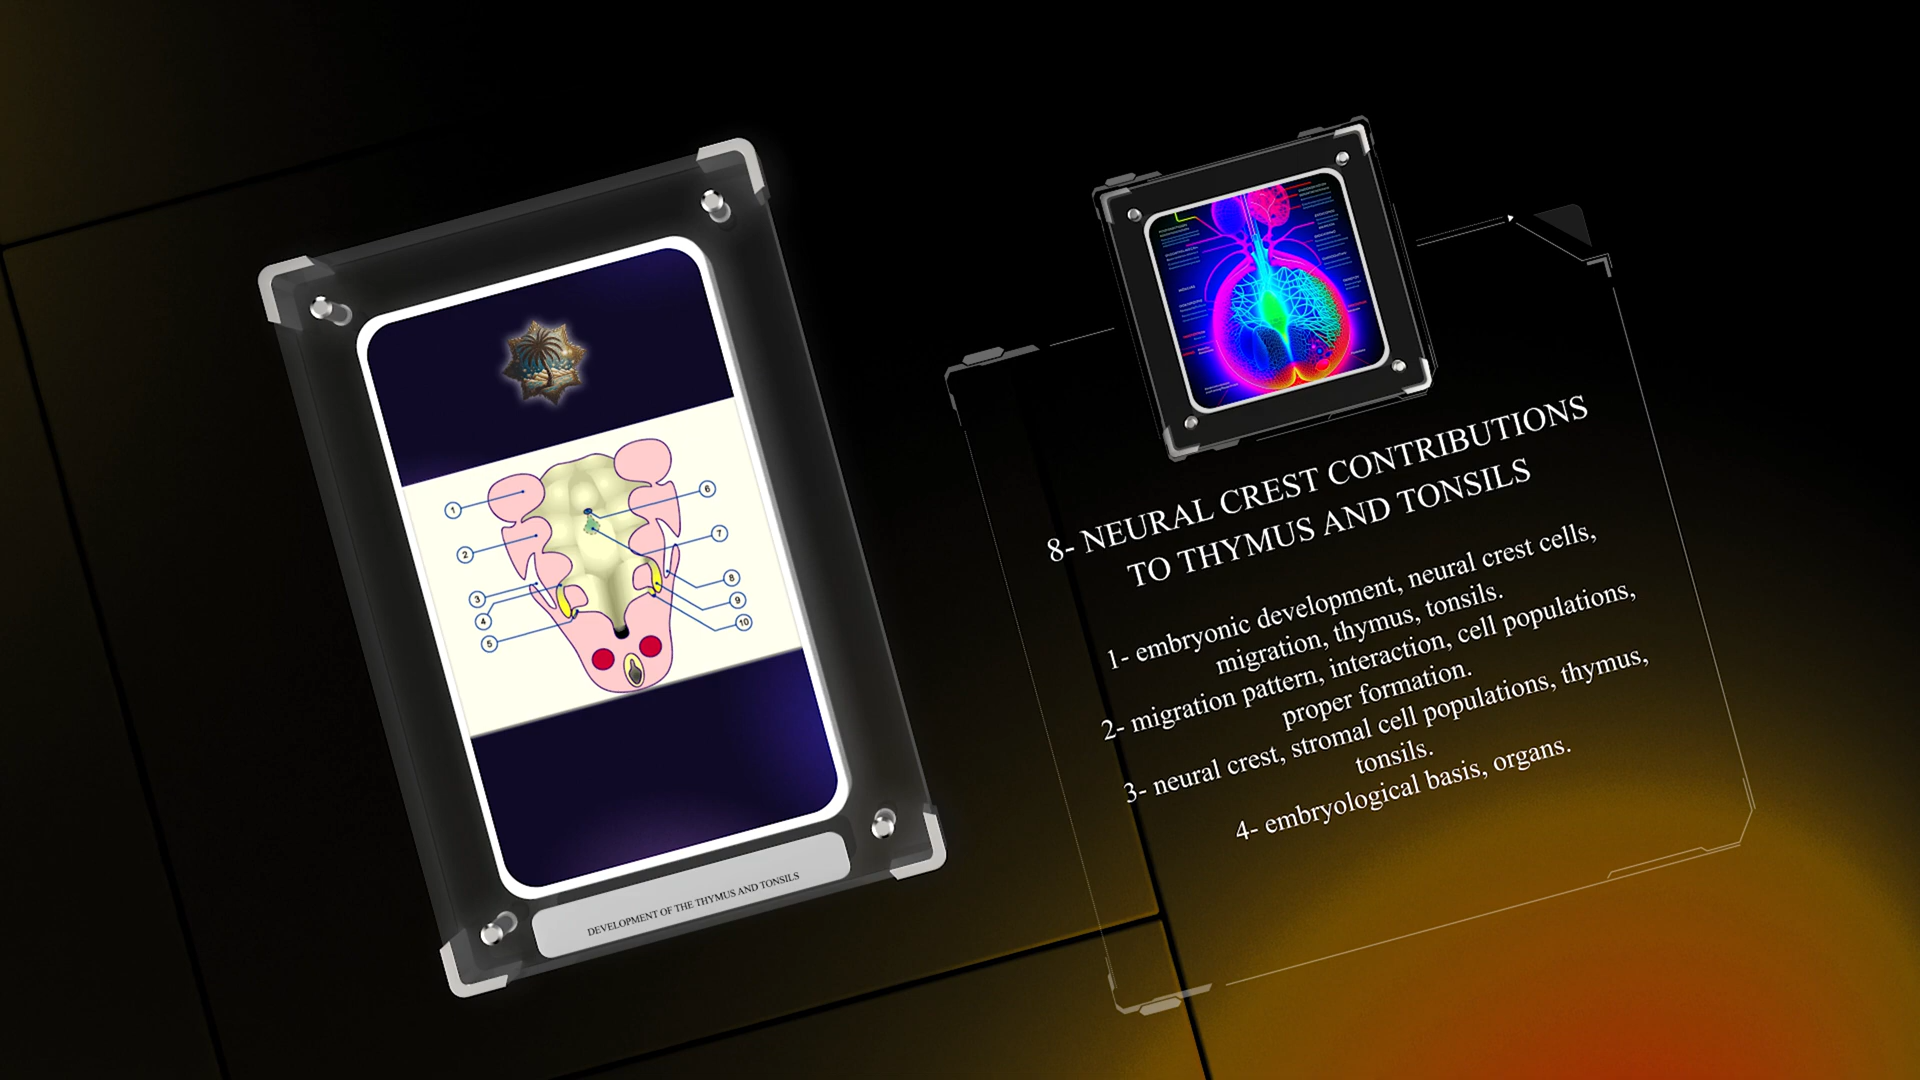 1
2
3
4
5
6
7
8
9
10
DEVELOPMENT OF THE THYMUS AND TONSILS
8- NEURAL CREST CONTRIBUTIONS
TO THYMUS AND TONSILS
1- embryonic development, neural crest cells,
migration, thymus, tonsils.
2- migration pattern, interaction, cell populations,
proper formation.
3- neural crest, stromal cell populations, thymus,
tonsils.
4- embryological basis, organs.